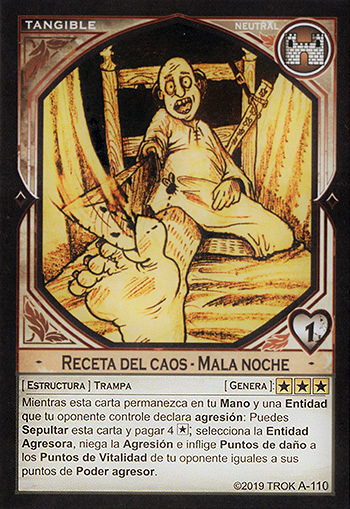 TANGIBLE
NEUTRAL
1
RECETA DEL CAOS - MALA NOCHE
[ESTRUCTURA] TRAMPA [GENERA]:★★★
Mientras esta carta permanezca en tu Mano y una Entidad
que tu oponente controle declara agresión: Puedes
Sepultar esta carta y pagar 4 ★; selecciona la Entidad
Agresora, niega la Agresión e inflige Puntos de daño a
los Puntos de Vitalidad de tu oponente iguales a sus
puntos de Poder agresor.
©2019 TROK A-110